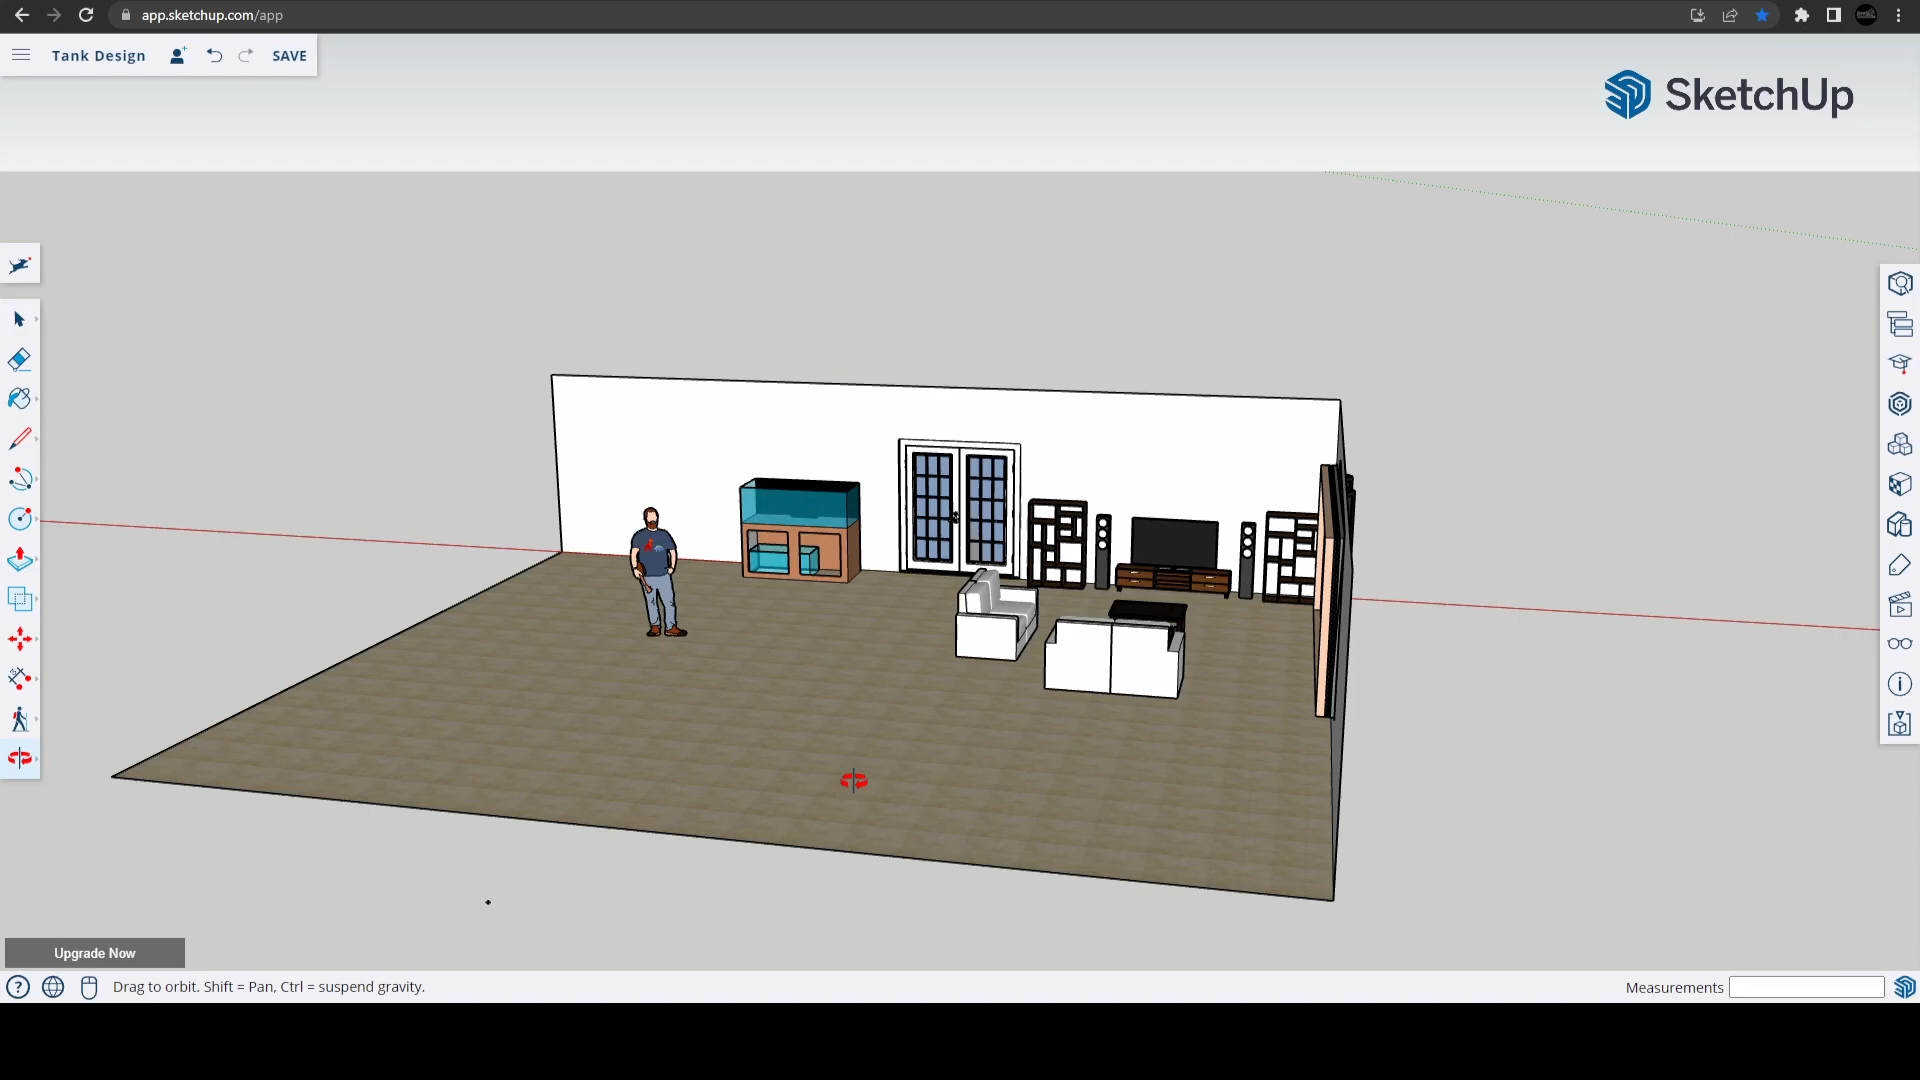 app.sketchup.com/app
Tank Design
SAVE
SketchUp
Upgrade Now
Drag to orbit. Shift = Pan, Ctrl = suspend gravity.
Measurements